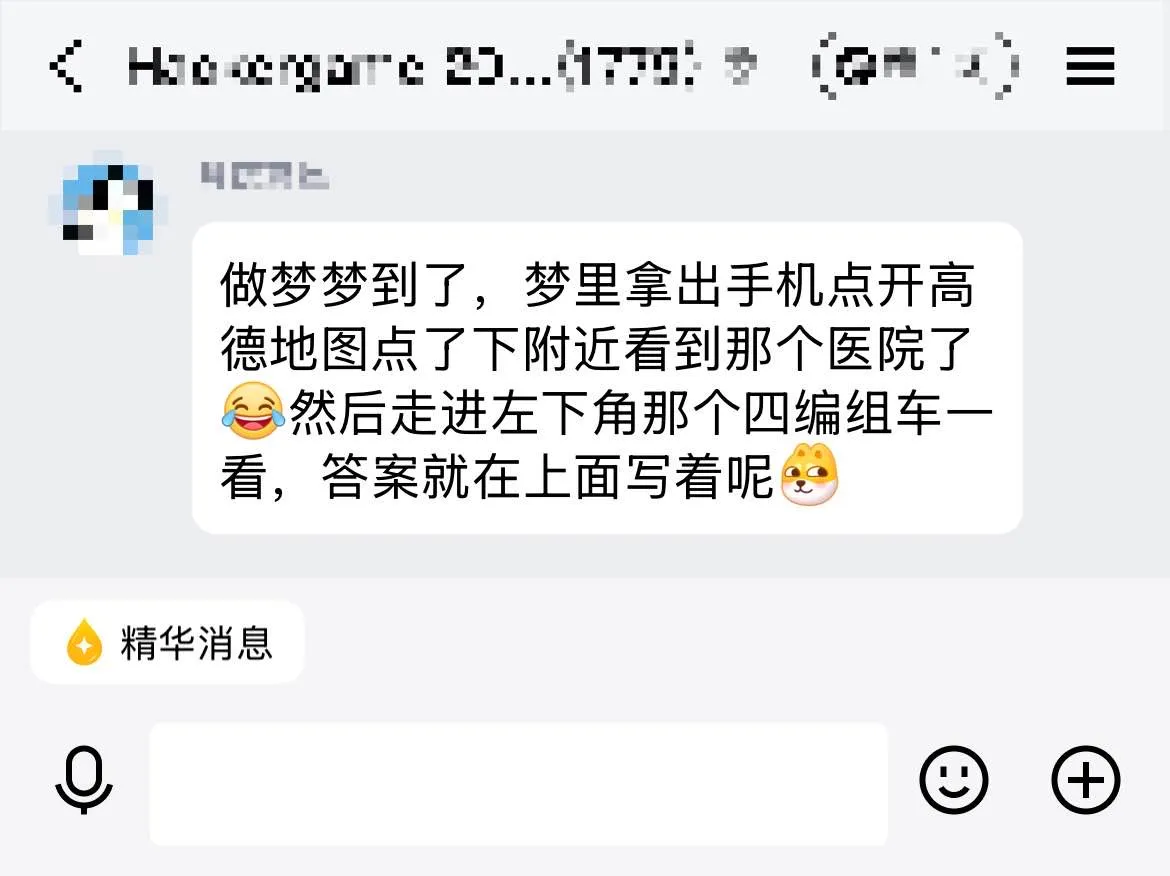 做梦梦到了，梦里拿出手机点开高
德地图点了下附近看到那个医院了
😂然后走进左下角那个四编组车一
看，答案就在上面写着呢
精华消息